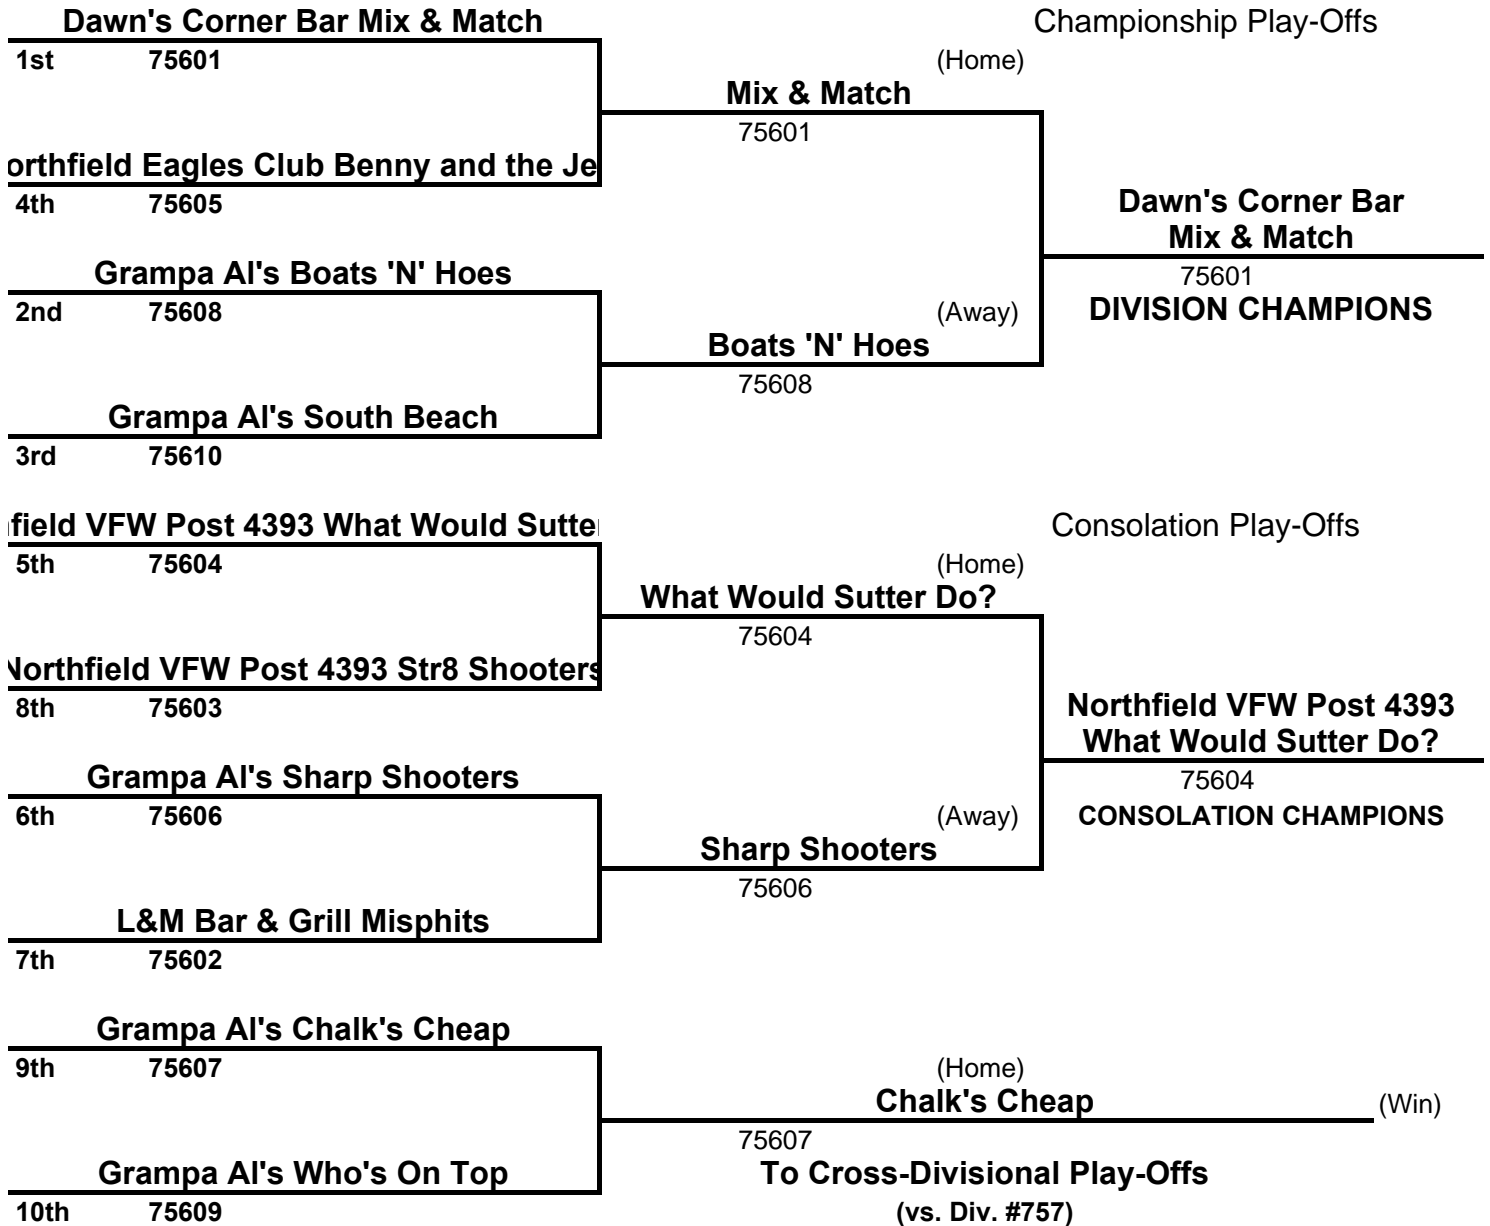 Dawn's Corner Bar Mix & Match
Championship Play-Offs
1st 75601
(Home)
Mix & Match
75601
orthfield Eagles Club Benny and the Je
4th 75605
Dawn's Corner Bar
Mix & Match
75601
DIVISION CHAMPIONS
Grampa Al's Boats 'N' Hoes
2nd 75608
(Away)
Boats 'N' Hoes
75608
Grampa Al's South Beach
3rd 75610
field VFW Post 4393 What Would Sutter
Consolation Play-Offs
5th 75604
(Home)
What Would Sutter Do?
75604
Northfield VFW Post 4393 Str8 Shooters
8th 75603
Northfield VFW Post 4393
What Would Sutter Do?
75604
CONSOLATION CHAMPIONS
Grampa Al's Sharp Shooters
6th 75606
(Away)
Sharp Shooters
75606
L&M Bar & Grill Misphits
7th 75602
Grampa Al's Chalk's Cheap
9th 75607
(Home)
Chalk's Cheap (Win)
75607
Grampa Al's Who's On Top
To Cross-Divisional Play-Offs
10th 75609
(vs. Div. #757)